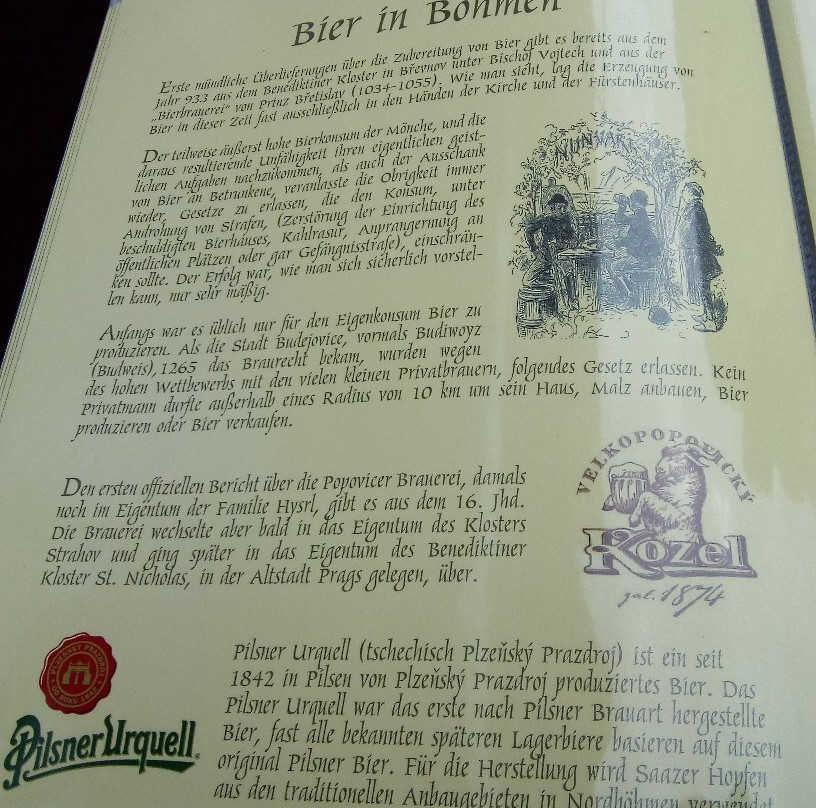 Bier in Böhmen
Erste mündliche Überlieferungen über die Zubereitung von Bier gibt es bereits aus dem
Jahr 933 aus dem Benediktiner Kloster in Břevnov unter Bischof Vojtech und aus der
„Bierbrauerei" von Prinz Břetislav (1034-1055). Wie man sieht, lag die Erzeugung von
Bier in dieser Zeit fast ausschließlich in den Händen der Kirche und der Fürstenhäuser.
Der teilweise äußerst hohe Bierkonsum der Mönche, und die
daraus resultierende Unfähigkeit ihren eigentlichen geist-
lichen Aufgaben nachzukommen, als auch der Ausschank
von Bier an Betrunkene, veranlasste die Obrigkeit immer
wieder, Gesetze zu erlassen, die den Konsum, unter
Androhung von Strafen, (Zerstörung der Einrichtung des
beschuldigten Bierhauses, Kahlrasur, Anprangerung an
öffentlichen Plätzen oder gar Gefängnisstrafe), einschrän-
ken sollte. Der Erfolg war, wie man sich sicherlich vorstel-
len kann, nur sehr mäßig.
Anfangs war es üblich nur für den Eigenkonsum Bier zu
produzieren. Als die Stadt Budejovice, vormals Budiwoyz
(Budweis), 1265 das Braurecht bekam, wurden wegen
des hohen Wettbewerbs mit den vielen kleinen Privatbrauern, folgendes Gesetz erlassen. Kein
Privatmann durfte außerhalb eines Radius von 10 km um sein Haus, Malz anbauen, Bier
produzieren oder Bier verkaufen.
Den ersten offiziellen Bericht über die Popovicer Brauerei, damals
noch im Eigentum der Familie Hysrl, gibt es aus dem 16. Jhd.
Die Brauerei wechselte aber bald in das Eigentum des Klosters
Strahov und ging später in das Eigentum des Benediktiner
Kloster St. Nicholas, in der Altstadt Prags gelegen, über.
VELKOPOPOVICKÝ
Kozel
zal. 1874
Pilsner Urquell
Pilsner Urquell (tschechisch Plzeňský Prazdroj) ist ein seit
1842 in Pilsen von Plzeňský Prazdroj produziertes Bier. Das
Pilsner Urquell war das erste nach Pilsner Brauart hergestellte
Bier, fast alle bekannten späteren Lagerbiere basieren auf diesem
original Pilsner Bier. Für die Herstellung wird Saazer Hopfen
aus den traditionellen Anbaugebieten in Nordböhmen verwendet